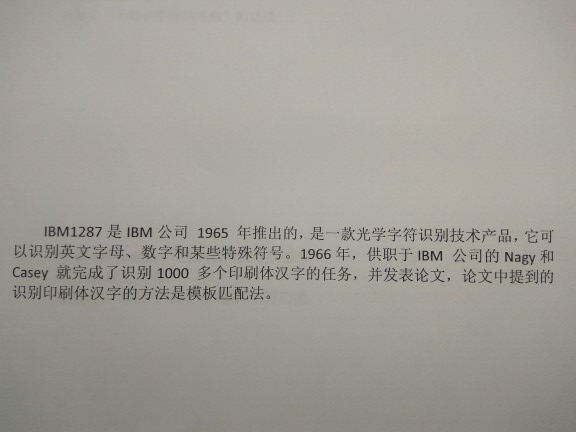 IBM1287 是 IBM 公司 1965 年推出的，是一款光学字符识别技术产品，它可
以识别英文字母、数字和某些特殊符号。1966 年，供职于 IBM 公司的 Nagy 和
Casey 就完成了识别 1000 多个印刷体汉字的任务，并发表论文，论文中提到的
识别印刷体汉字的方法是模板匹配法。